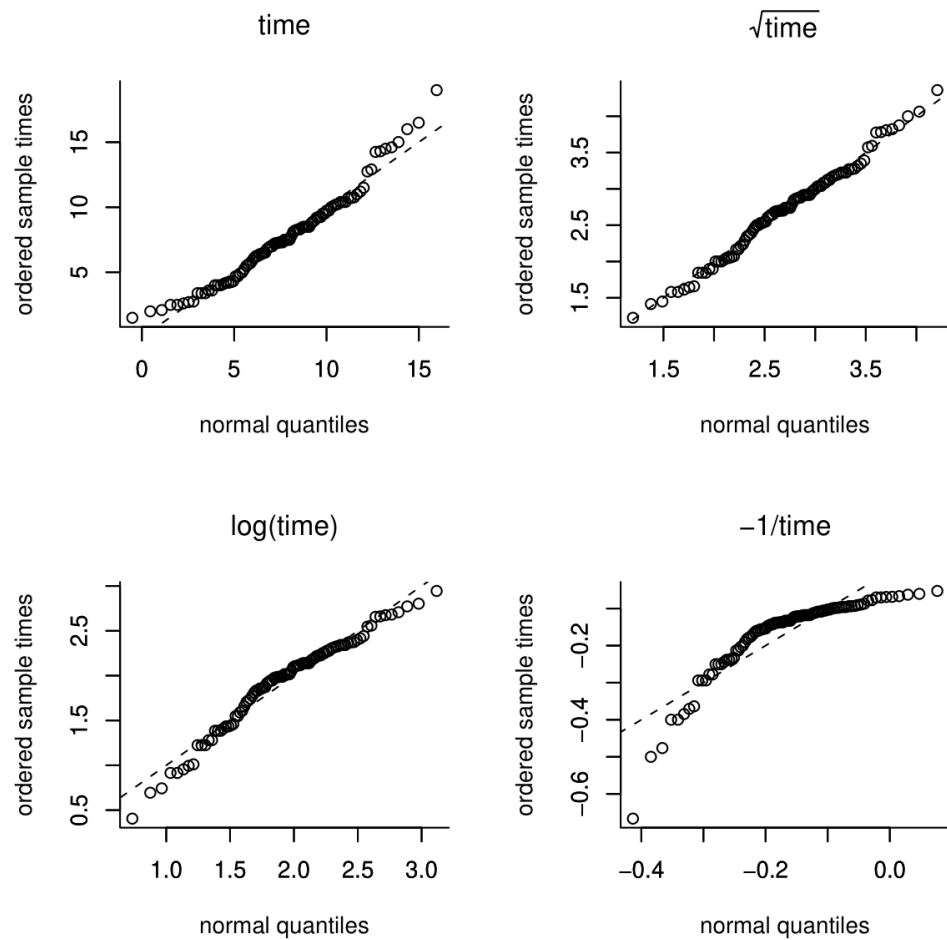 time
ordered sample times
15
10
5
0 5 10 15
normal quantiles
√time
ordered sample times
3.5
2.5
1.5
1.5 2.5 3.5
normal quantiles
log(time)
ordered sample times
2.5
1.5
0.5
1.0 1.5 2.0 2.5 3.0
normal quantiles
−1/time
ordered sample times
−0.2
−0.4
−0.6
−0.4 −0.2 0.0
normal quantiles